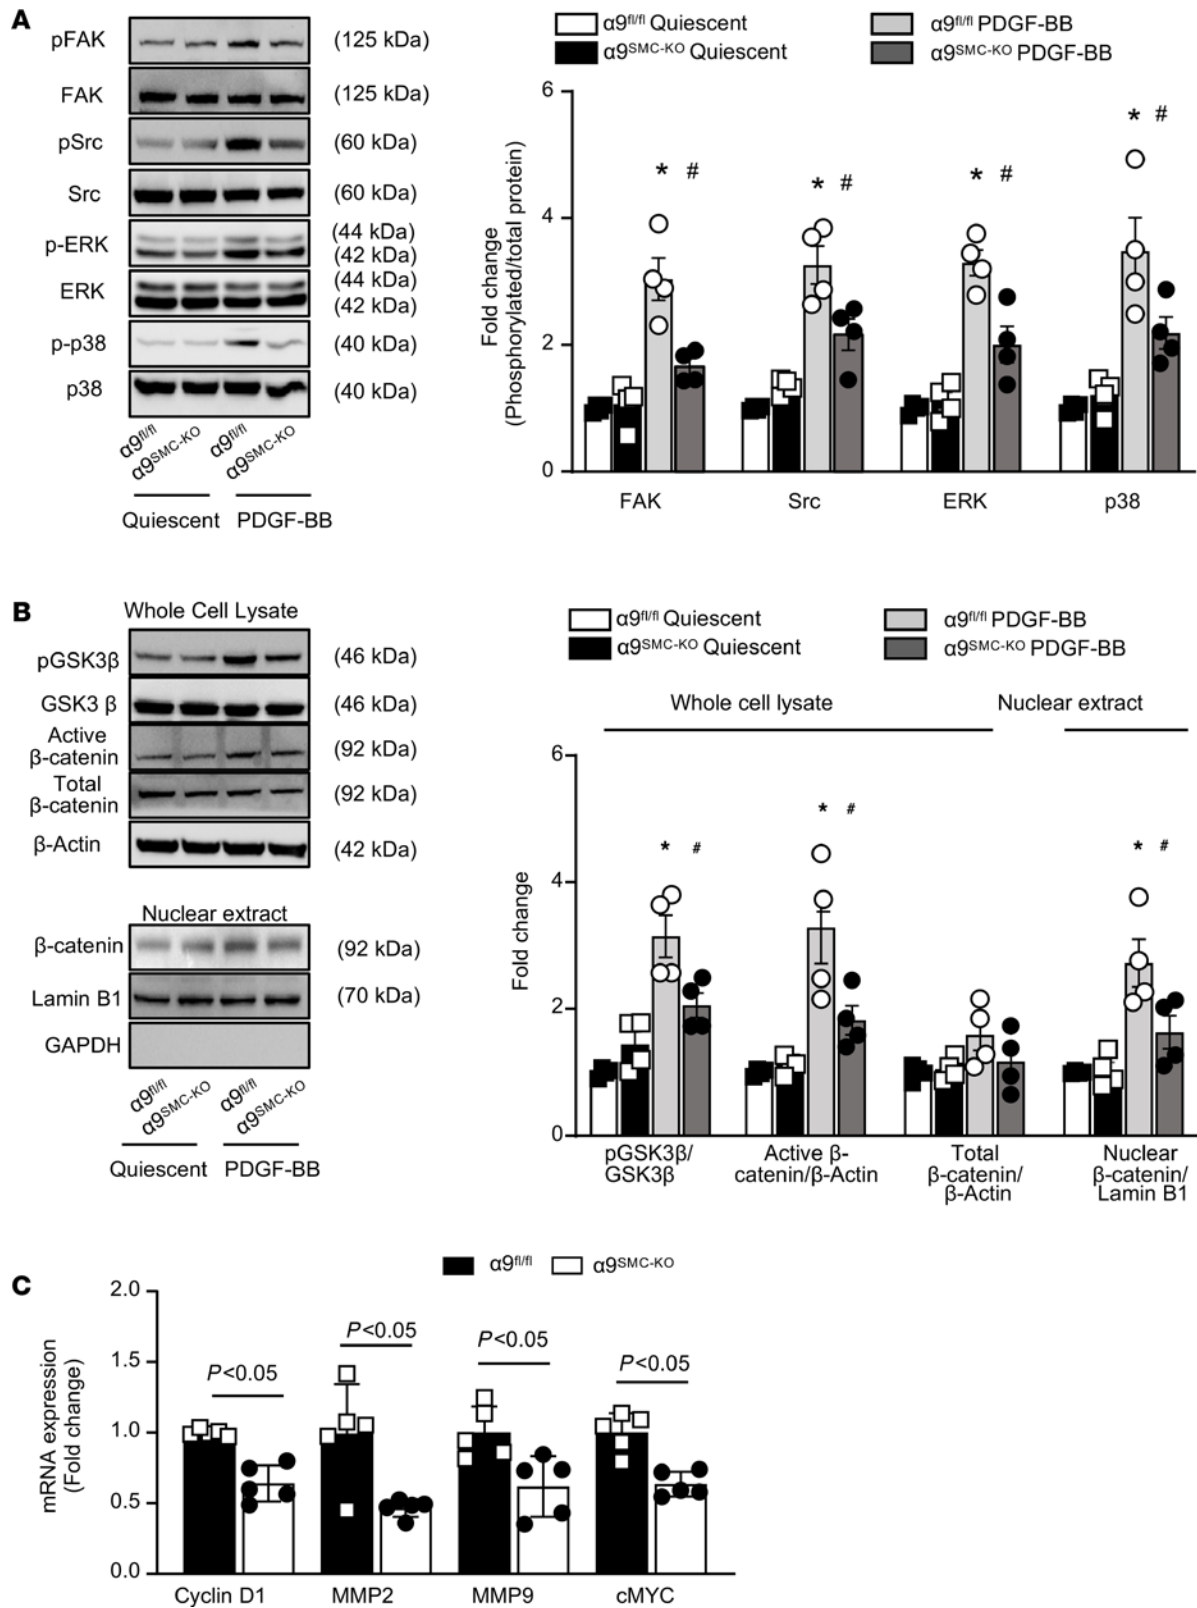 A
pFAK (125 kDa)
FAK (125 kDa)
pSrc (60 kDa)
Src (60 kDa)
p-ERK (44 kDa)
(42 kDa)
ERK (44 kDa)
(42 kDa)
p-p38 (40 kDa)
p38 (40 kDa)
α9fl/fl α9SMC-KO α9fl/fl α9SMC-KO
Quiescent PDGF-BB
α9fl/fl Quiescent α9fl/fl PDGF-BB
α9SMC-KO Quiescent α9SMC-KO PDGF-BB
Fold change
(Phosphorylated/total protein)
6
4
2
0
* #
* #
* #
* #
FAK Src ERK p38
B
Whole Cell Lysate
pGSK3β (46 kDa)
GSK3 β (46 kDa)
Active
β-catenin (92 kDa)
Total
β-catenin (92 kDa)
β-Actin (42 kDa)
Nuclear extract
β-catenin (92 kDa)
Lamin B1 (70 kDa)
GAPDH
α9fl/fl α9SMC-KO α9fl/fl α9SMC-KO
Quiescent PDGF-BB
α9fl/fl Quiescent α9fl/fl PDGF-BB
α9SMC-KO Quiescent α9SMC-KO PDGF-BB
Whole cell lysate Nuclear extract
Fold change
6
4
2
0
* #
* #
* #
pGSK3β/
GSK3β
Active β-
catenin/β-Actin
Total
β-catenin/
β-Actin
Nuclear
β-catenin/
Lamin B1
C
α9fl/fl α9SMC-KO
mRNA expression
(Fold change)
2.0
1.5
1.0
0.5
0.0
P<0.05
P<0.05
P<0.05
P<0.05
Cyclin D1 MMP2 MMP9 cMYC